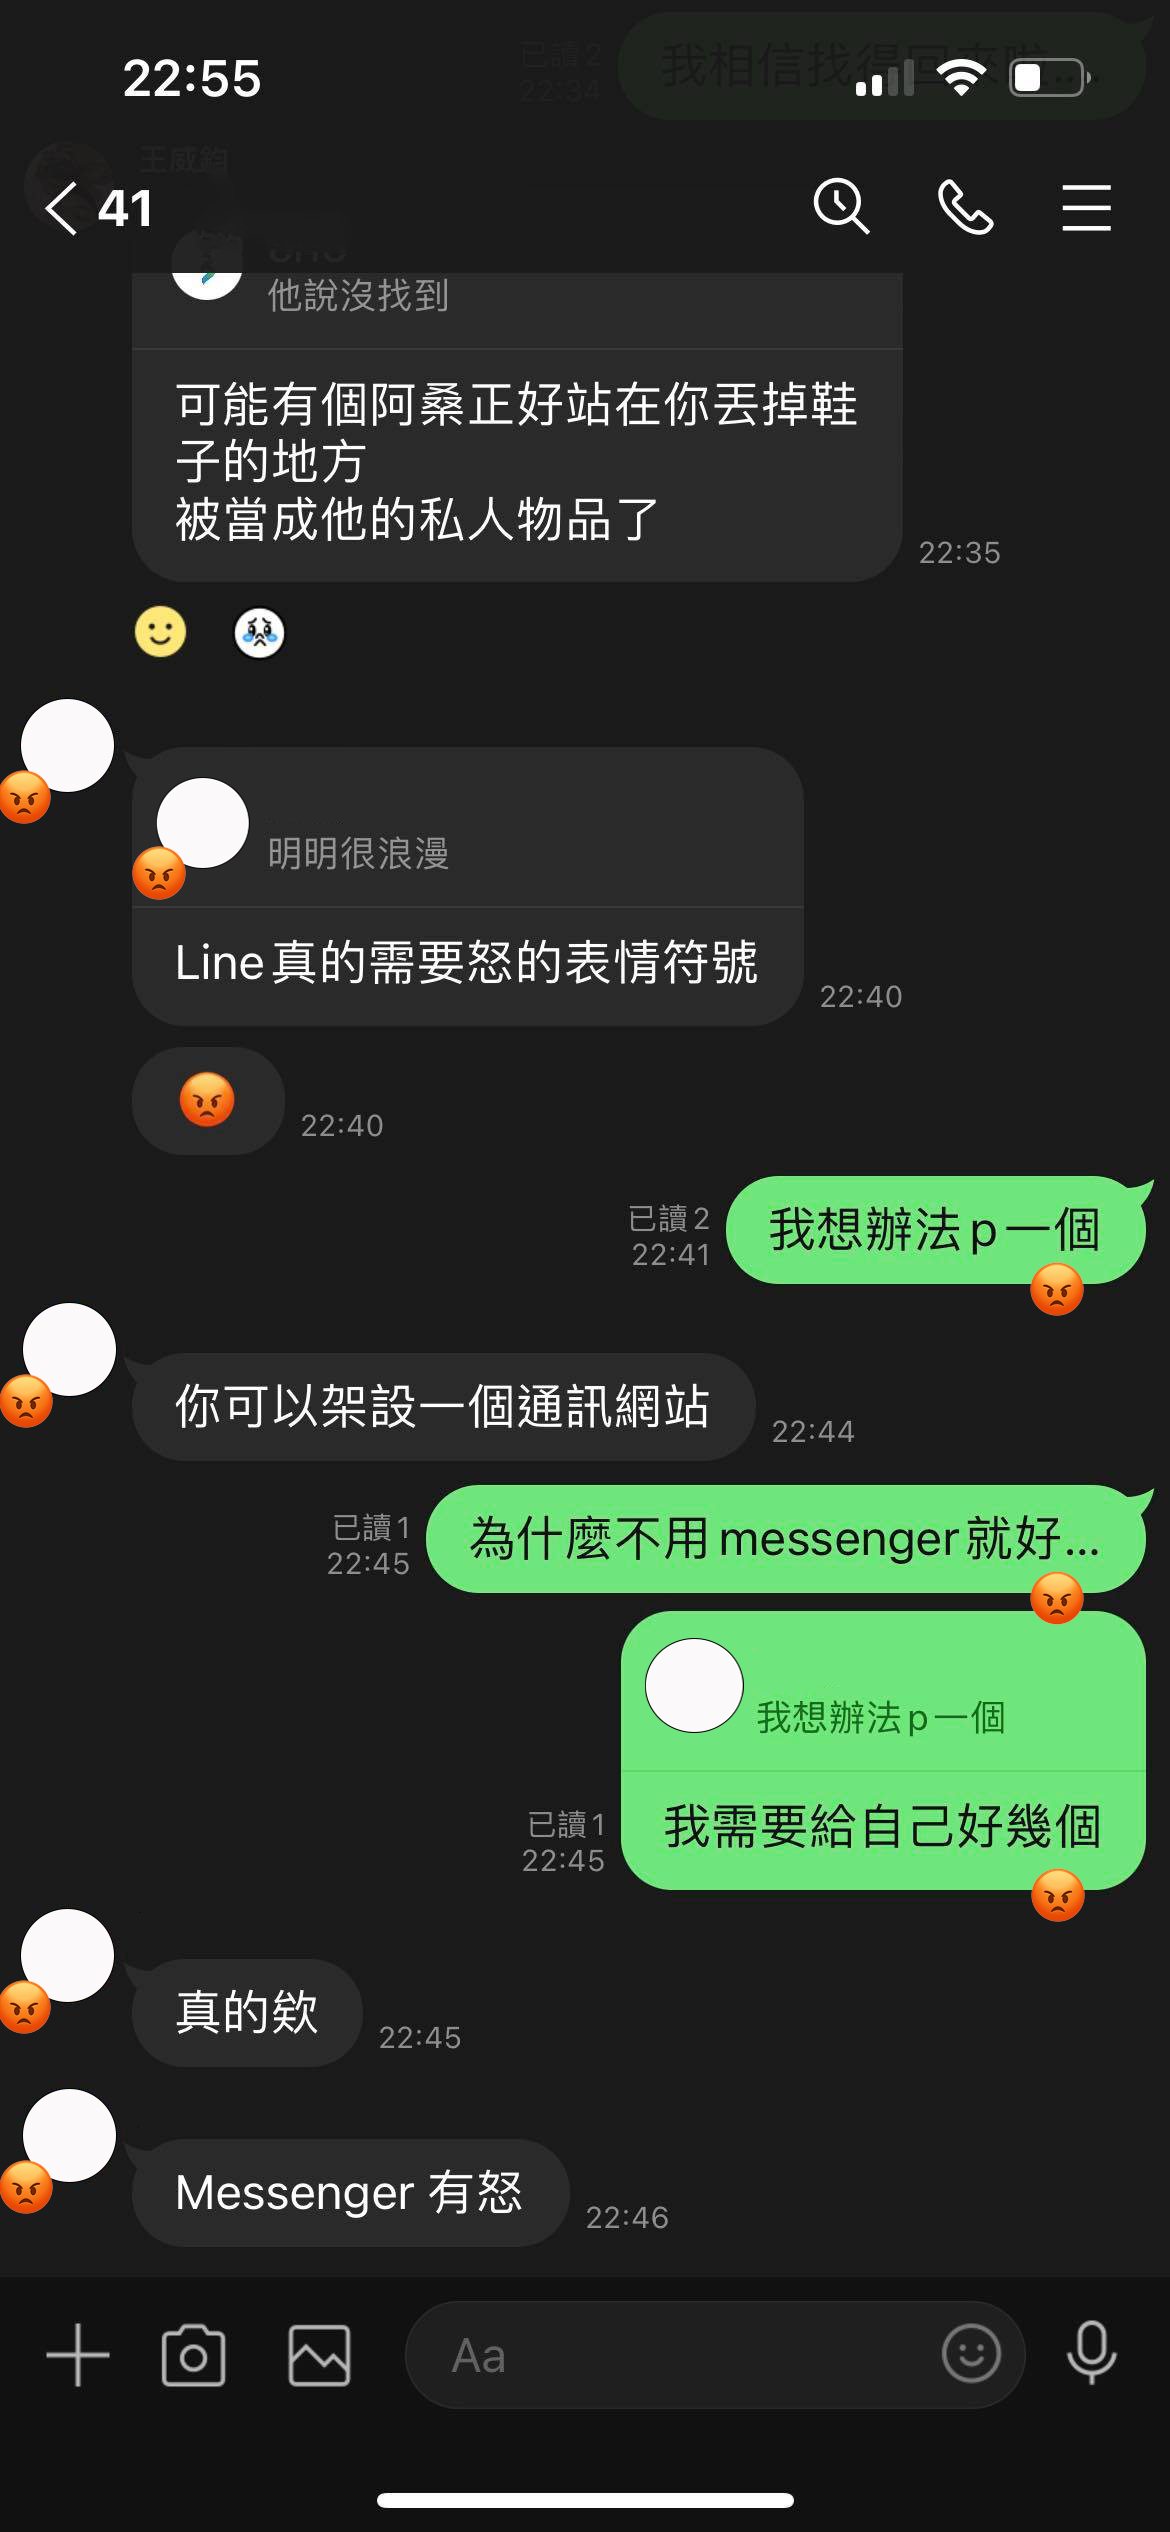 22:55
已讀2
22:34
我相信找得回來啦...
王威鈞
41
他說沒找到
可能有個阿桑正好站在你丟掉鞋
子的地方
被當成他的私人物品了
22:35
明明很浪漫
Line真的需要怒的表情符號
22:40
😡
22:40
已讀2
22:41
我想辦法p一個
你可以架設一個通訊網站
22:44
已讀1
22:45
為什麼不用messenger就好...
我想辦法p一個
已讀1
22:45
我需要給自己好幾個
真的欸
22:45
Messenger 有怒
22:46
Aa